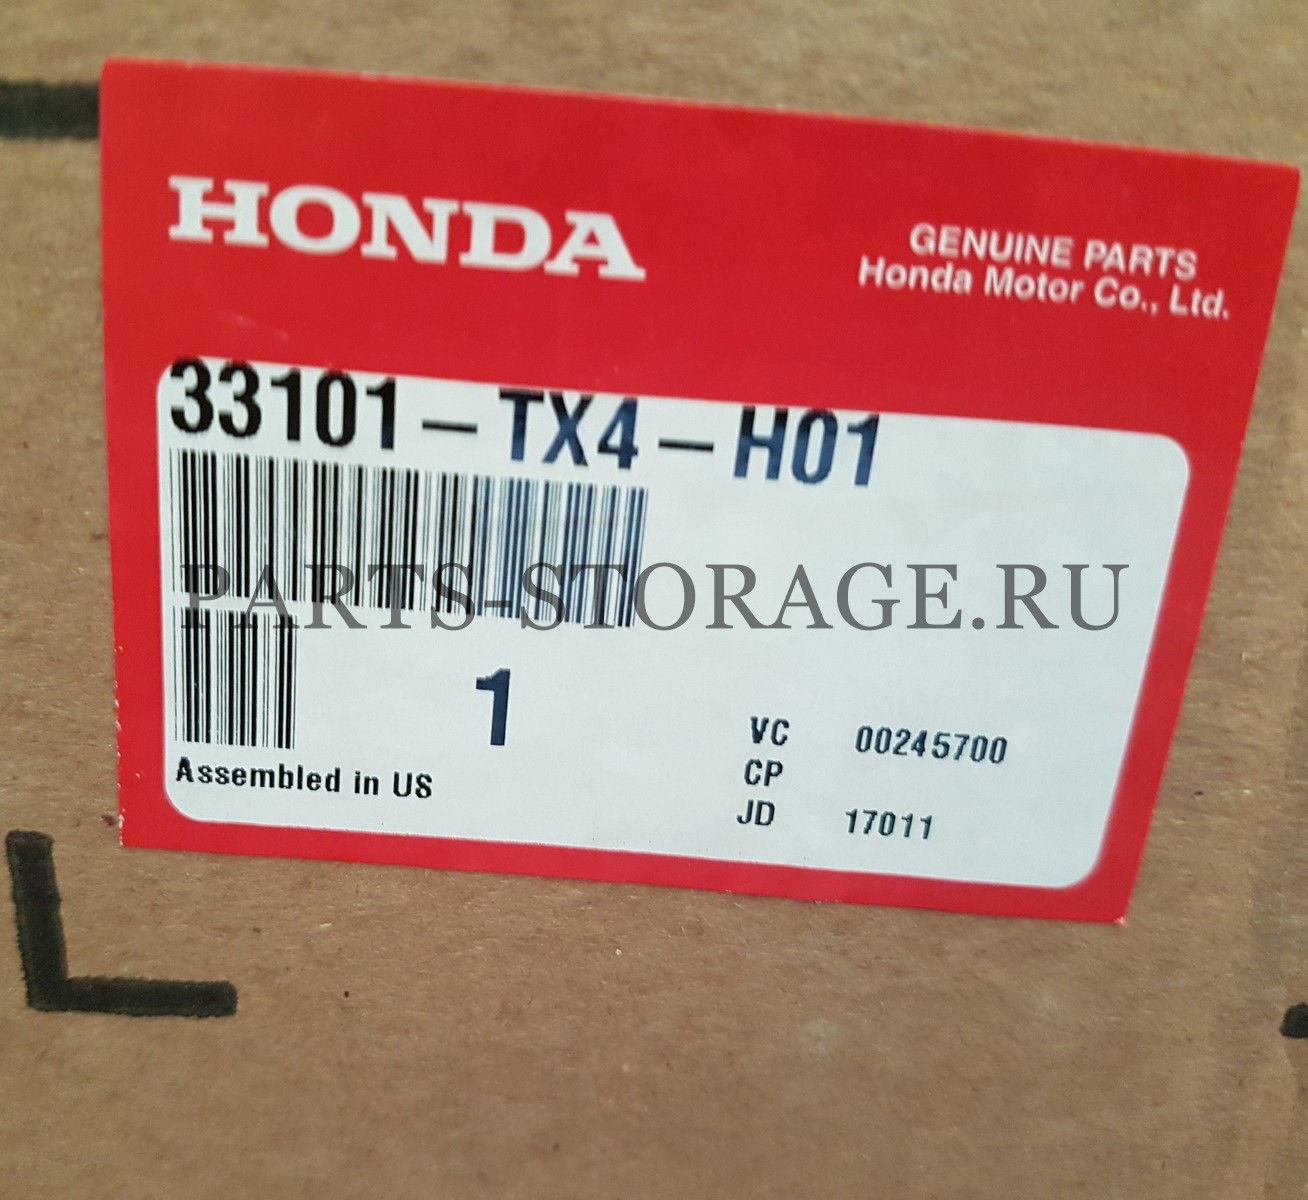 HONDA
GENUINE PARTS
Honda Motor Co., Ltd.
33101-TX4-H01
PARTS-STORAGE.RU
1
Assembled in US
VC 00245700
CP
JD 17011
L